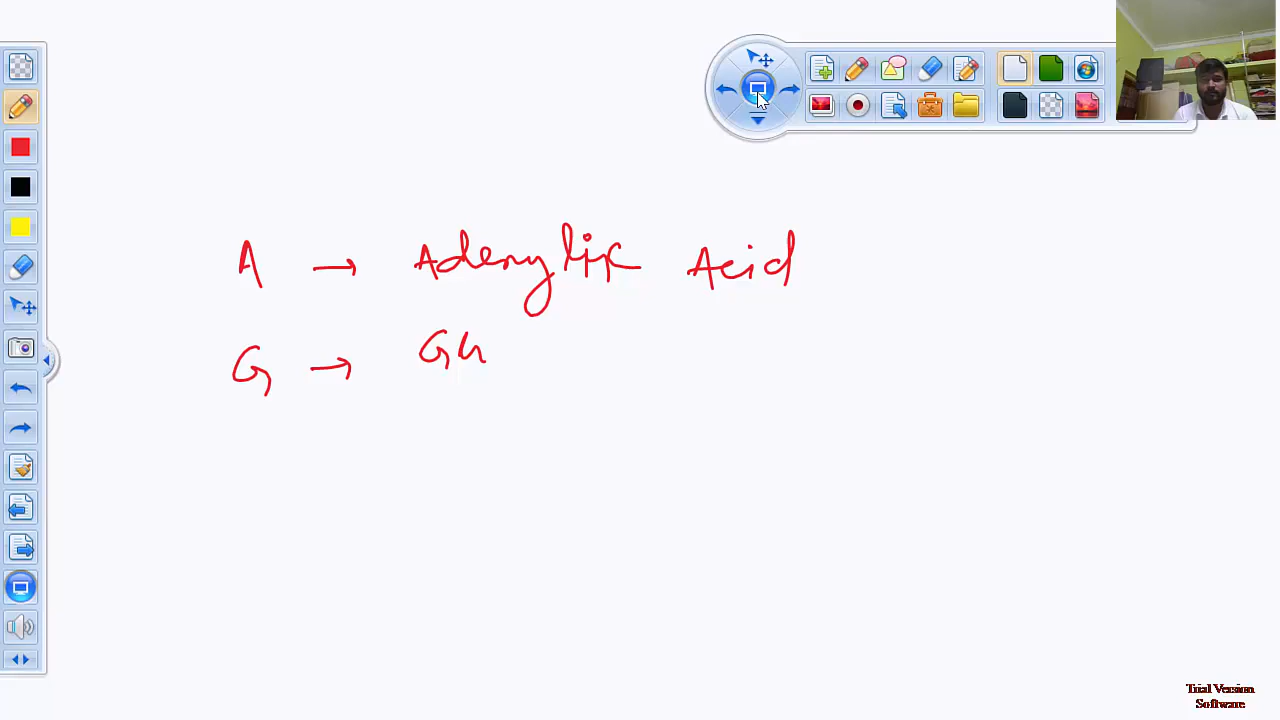 A → Adenylic Acid
G → Gu
Trial Version
Software